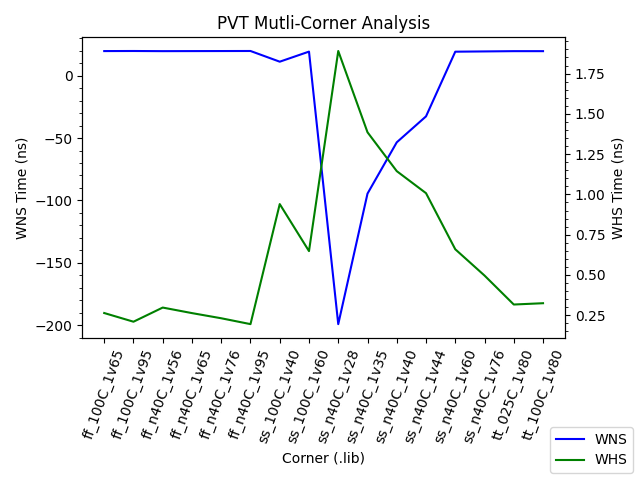 PVT Mutli-Corner Analysis
WNS Time (ns)
0
−50
−100
−150
−200
1.75
1.50
1.25
1.00
0.75
0.50
0.25
WHS Time (ns)
ff_100C_1v65
ff_100C_1v95
ff_n40C_1v56
ff_n40C_1v65
ff_n40C_1v76
ff_n40C_1v95
ss_100C_1v40
ss_100C_1v60
ss_n40C_1v28
ss_n40C_1v35
ss_n40C_1v40
ss_n40C_1v44
ss_n40C_1v60
ss_n40C_1v76
tt_025C_1v80
tt_100C_1v80
Corner (.lib)
WNS
WHS